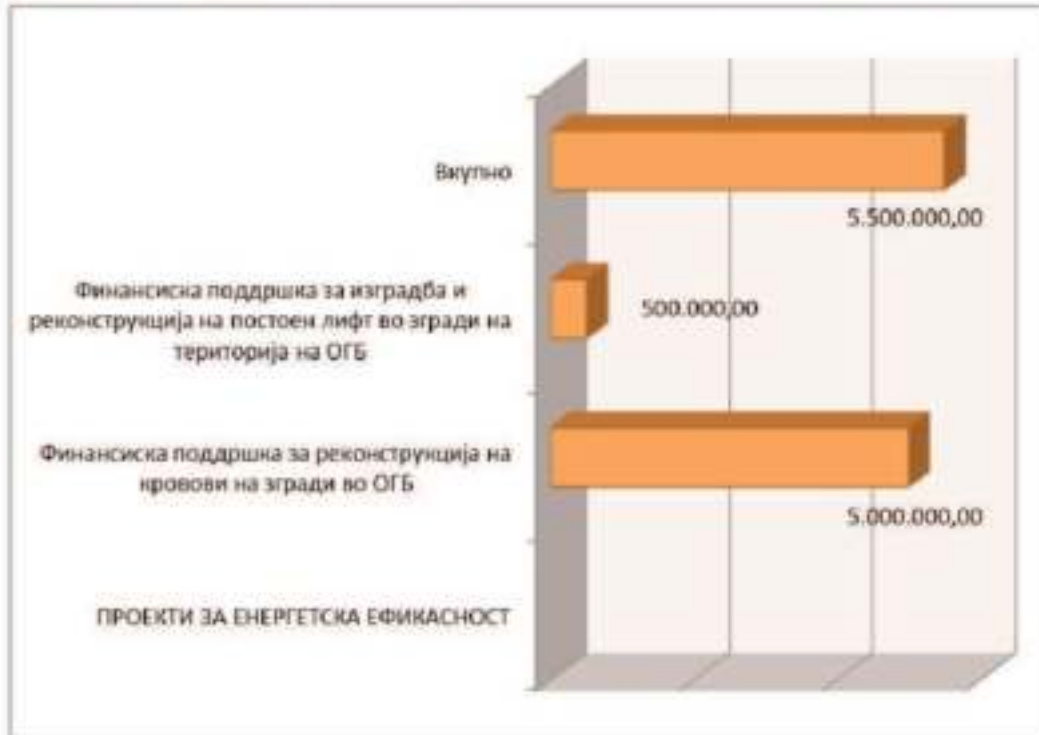 Вкупно
5.500.000,00
Финансиска поддршка за изградба и
реконструкција на постоен лифт во згради на
територија на ОГБ
500.000,00
Финансиска поддршка за реконструкција на
кровови на згради во ОГБ
5.000.000,00
ПРОЕКТИ ЗА ЕНЕРГЕТСКА ЕФИКАСНОСТ